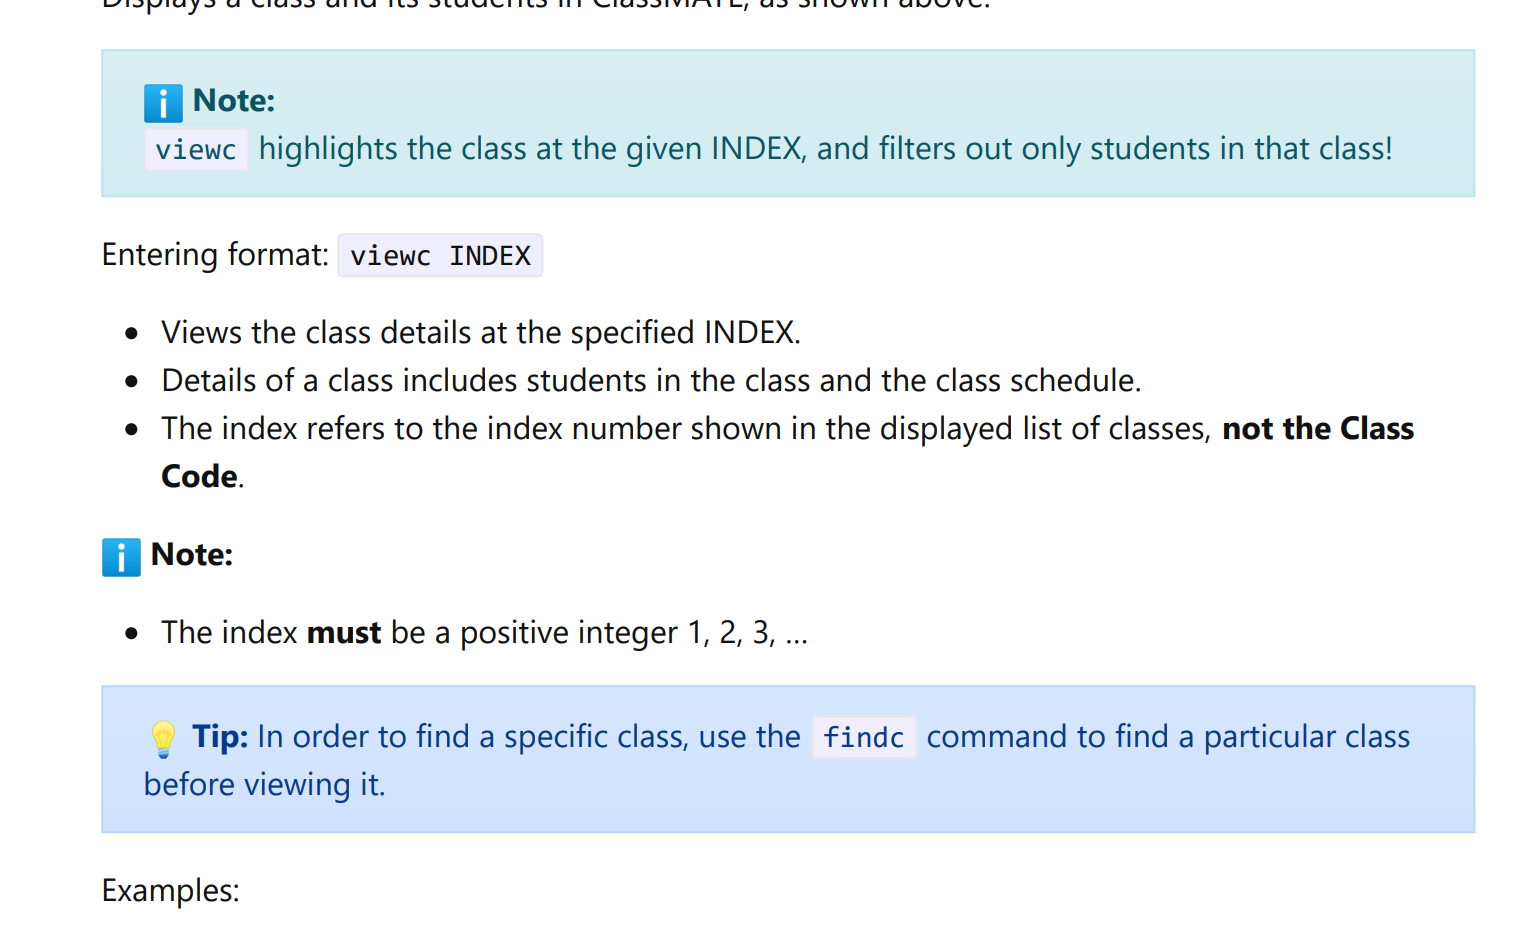 Displays a class and its students in ClassMATE, as shown above.
ℹ️ Note:
viewc highlights the class at the given INDEX, and filters out only students in that class!
Entering format: viewc INDEX
• Views the class details at the specified INDEX.
• Details of a class includes students in the class and the class schedule.
• The index refers to the index number shown in the displayed list of classes, not the Class
Code.
ℹ️ Note:
• The index must be a positive integer 1, 2, 3, …
💡 Tip: In order to find a specific class, use the findc command to find a particular class
before viewing it.
Examples: